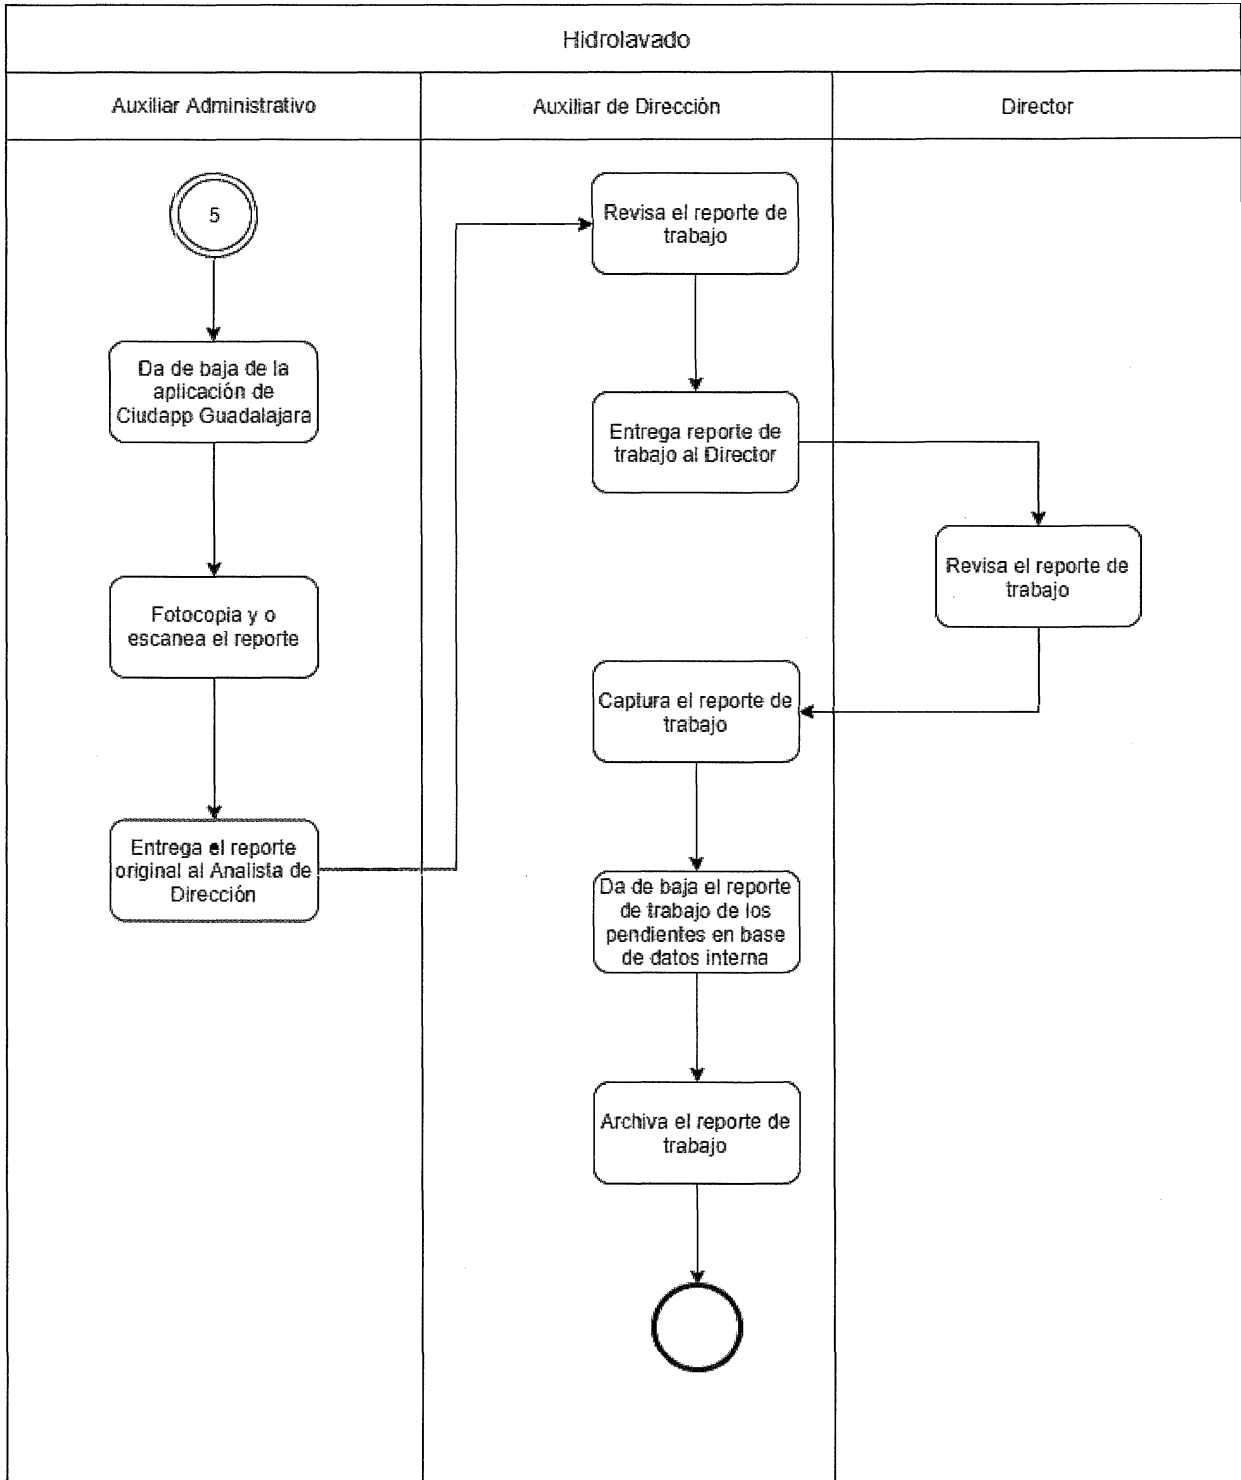 Hidrolavado
Auxiliar Administrativo
Auxiliar de Dirección
Director
5
Da de baja de la
aplicación de
Ciudapp Guadalajara
Fotocopia y o
escanea el reporte
Entrega el reporte
original al Analista de
Dirección
Revisa el reporte de
trabajo
Entrega reporte de
trabajo al Director
Revisa el reporte de
trabajo
Captura el reporte de
trabajo
Da de baja el reporte
de trabajo de los
pendientes en base
de datos interna
Archiva el reporte de
trabajo